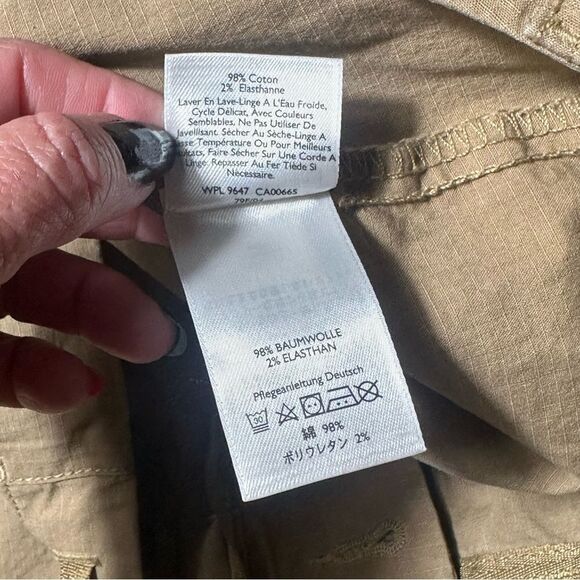 98% Coton
2% Elasthanne
Laver En Lave-Linge A L'Eau Froide,
Cycle Délicat, Avec Couleurs
Semblables, Ne Pas Utiliser De
Javellisant. Sécher Au Sèche-Linge A
Température Ou Pour De Meilleurs
Faire Sécher Sur Une Corde A
Linge. Repasser Au Fer Tiède Si
Nécessaire.
WPL 9647 CA00665
98% BAUMWOLLE
2% ELASTHAN
Pflegeanleitung Deutsch
30
綿 98%
ポリウレタン 2%